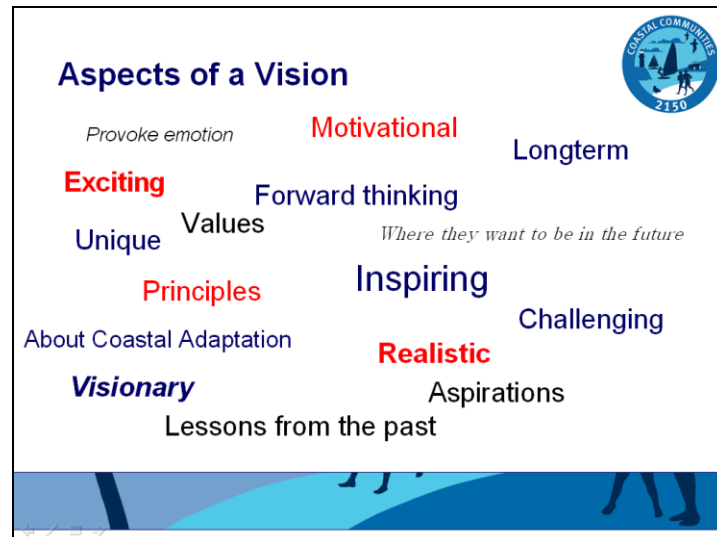 COASTAL COMMUNITIES
2150
Aspects of a Vision
Provoke emotion
Motivational
Longterm
Exciting
Forward thinking
Values
Unique
Where they want to be in the future
Principles
Inspiring
Challenging
About Coastal Adaptation
Realistic
Visionary
Aspirations
Lessons from the past